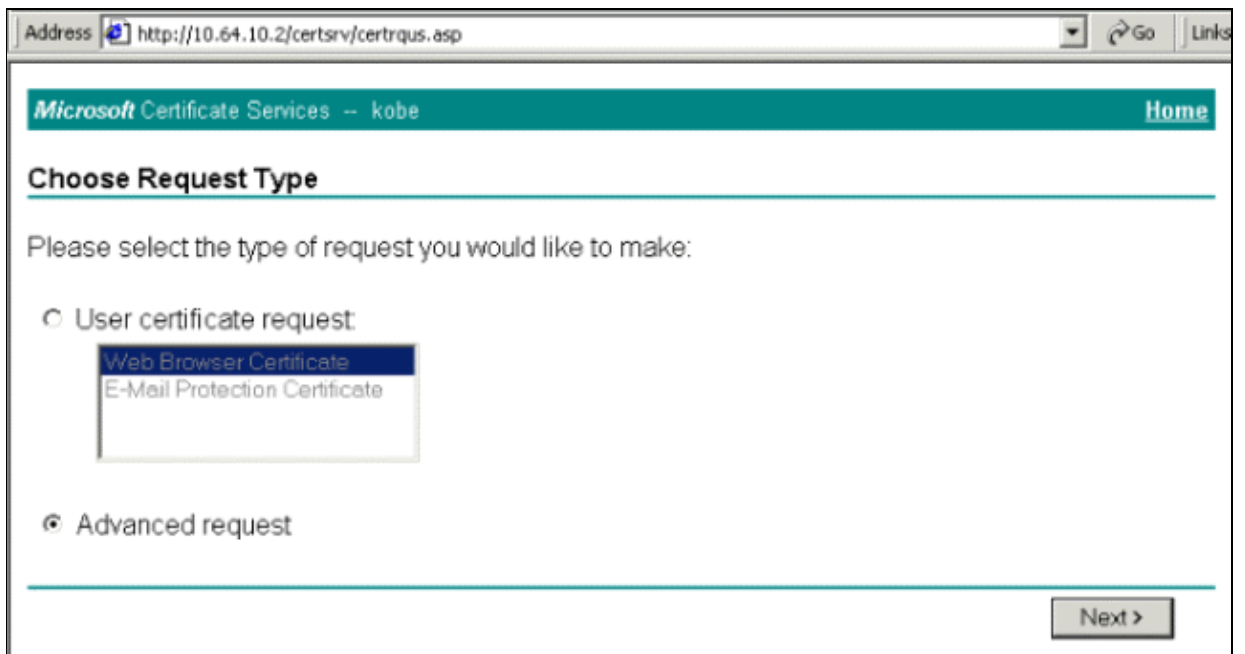 Address http://10.64.10.2/certsrv/certrqus.asp Go Links
Microsoft Certificate Services -- kobe Home
Choose Request Type
Please select the type of request you would like to make:
User certificate request:
Web Browser Certificate
E-Mail Protection Certificate
Advanced request
Next >